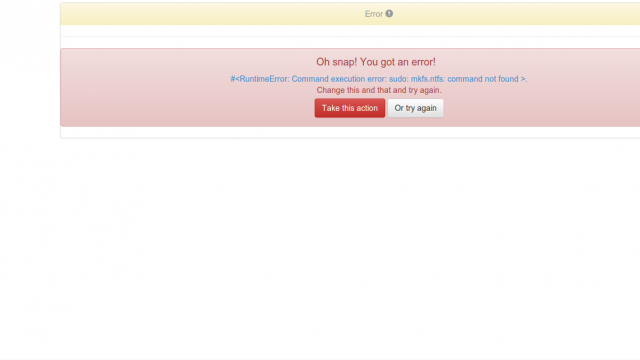 Error
Oh snap! You got an error!
#<RuntimeError: Command execution error: sudo: mkfs.ntfs: command not found >.
Change this and that and try again.
Take this action Or try again